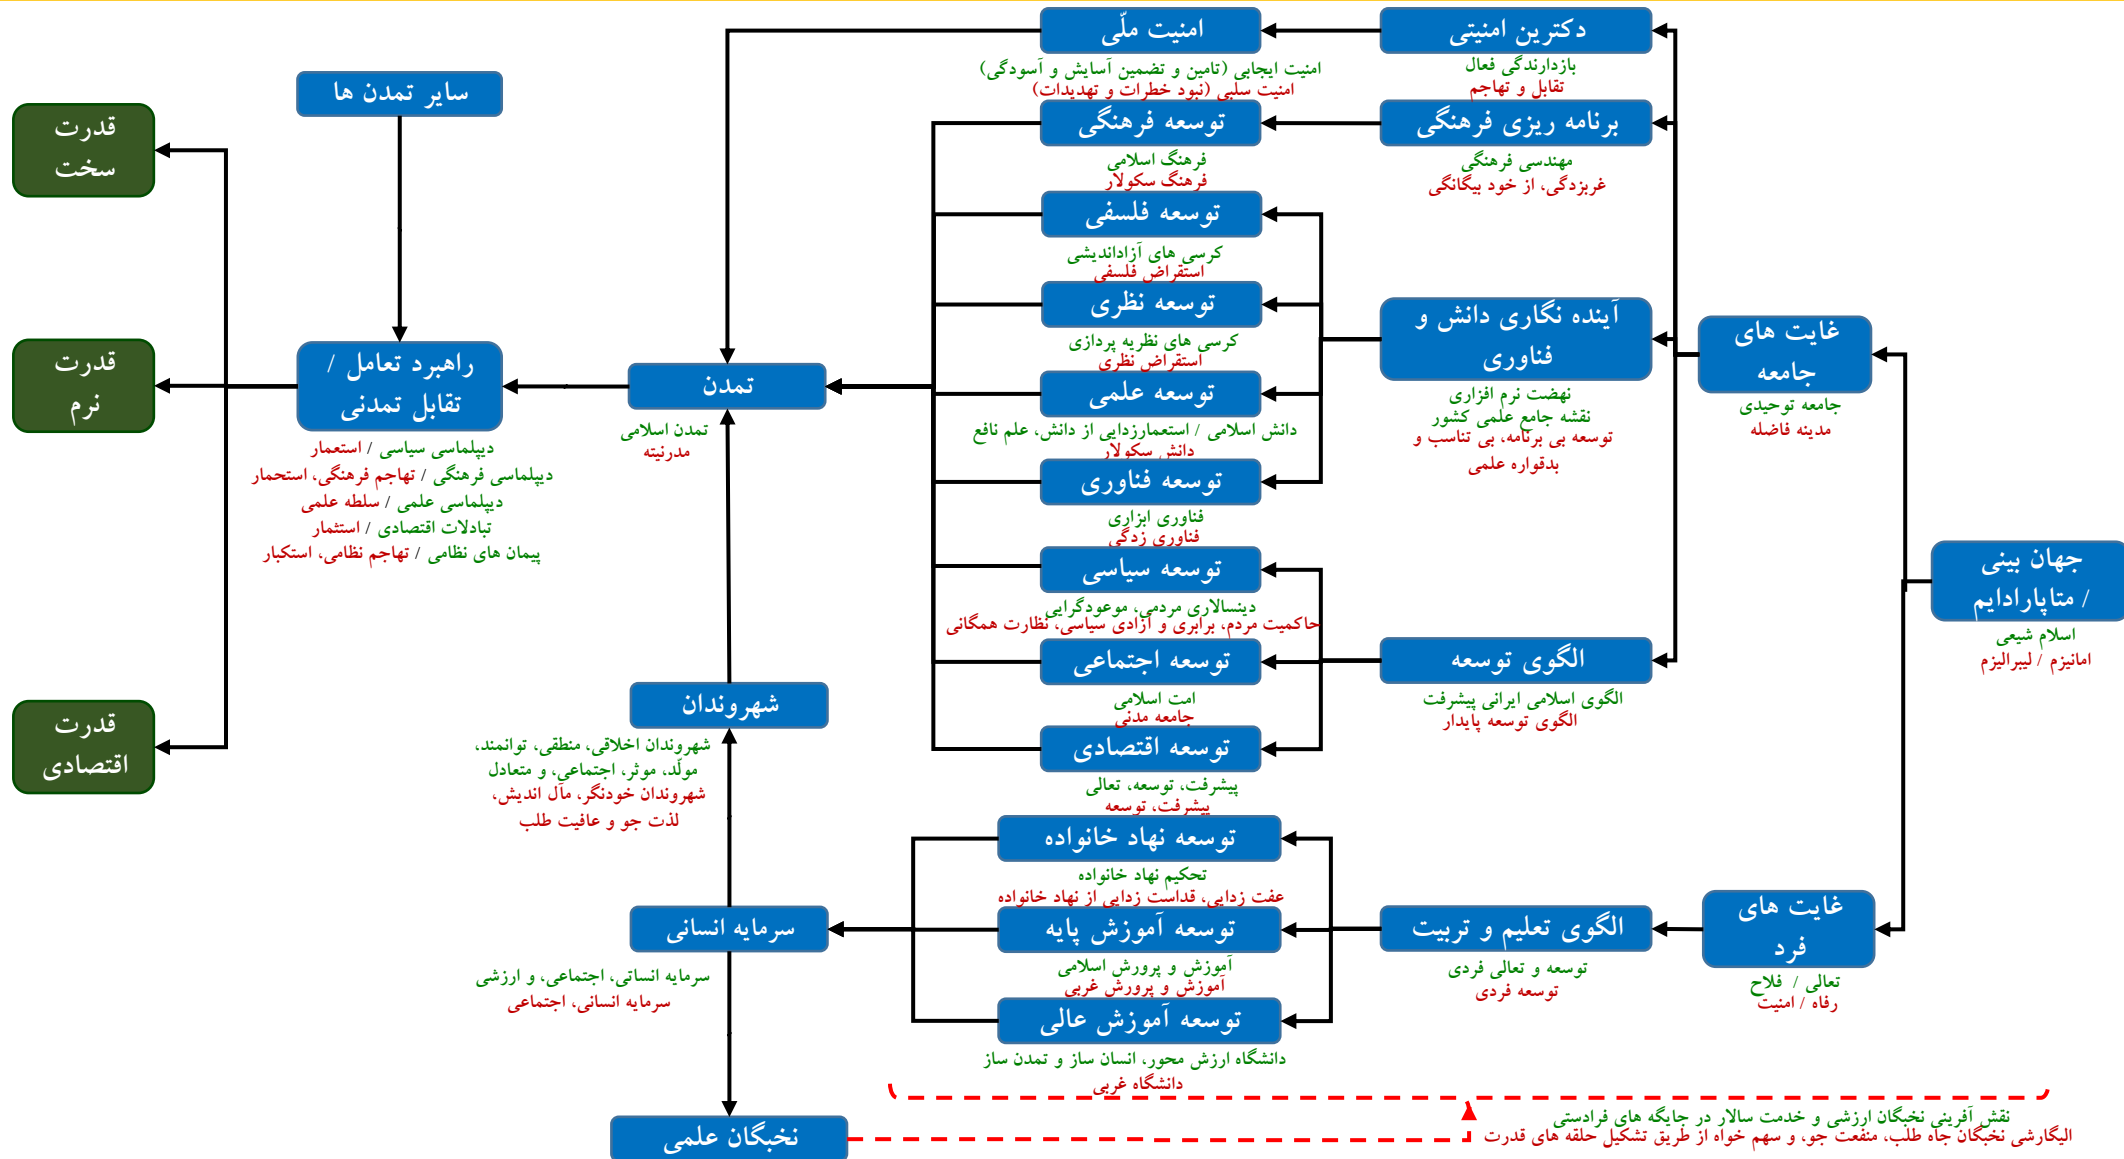 جهان بینی
/ متاپارادایم
اسلام شیعی
امانیزم / لیبرالیزم
غایت های
جامعه
جامعه توحیدی
مدینه فاضله
غایت های
فرد
تعالی / فلاح
رفاه / امنیت
دکترین امنیتی
بازدارندگی فعال
تقابل و تهاجم
برنامه ریزی فرهنگی
مهندسی فرهنگی
غربزدگی، از خود بیگانگی
آینده نگاری دانش و
فناوری
نهضت نرم افزاری
نقشه جامع علمی کشور
توسعه بی برنامه، بی تناسب و
بدقواره علمی
الگوی توسعه
الگوی اسلامی ایرانی پیشرفت
الگوی توسعه پایدار
الگوی تعلیم و تربیت
توسعه و تعالی فردی
توسعه فردی
امنیت ملّی
امنیت ایجابی (تامین و تضمین آسایش و آسودگی)
امنیت سلبی (نبود خطرات و تهدیدات)
توسعه فرهنگی
فرهنگ اسلامی
فرهنگ سکولار
توسعه فلسفی
کرسی های آزاداندیشی
استقراض فلسفی
توسعه نظری
کرسی های نظریه پردازی
استقراض نظری
توسعه علمی
دانش اسلامی / استعمارزدایی از دانش، علم نافع
دانش سکولار
توسعه فناوری
فناوری ابزاری
فناوری زدگی
توسعه سیاسی
دینسالاری مردمی، موعودگرایی
حاکمیت مردم، برابری و آزادی سیاسی، نظارت همگانی
توسعه اجتماعی
امت اسلامی
جامعه مدنی
توسعه اقتصادی
پیشرفت، توسعه، تعالی
پیشرفت، توسعه
توسعه نهاد خانواده
تحکیم نهاد خانواده
عفت زدایی، قداست زدایی از نهاد خانواده
توسعه آموزش پایه
آموزش و پرورش اسلامی
آموزش و پرورش غربی
توسعه آموزش عالی
دانشگاه ارزش محور، انسان ساز و تمدن ساز
دانشگاه غربی
تمدن
تمدن اسلامی
مدرنیته
شهروندان
شهروندان اخلاقی، منطقی، توانمند،
مولّد، موثر، اجتماعی، و متعادل
شهروندان خودنگر، مآل اندیش،
لذت جو و عافیت طلب
سرمایه انسانی
سرمایه انسانی، اجتماعی، و ارزشی
سرمایه انسانی، اجتماعی
نخبگان علمی
نقش آفرینی نخبگان ارزشی و خدمت سالار در جایگه های فرادستی
الیگارشی نخبگان جاه طلب، منفعت جو، و سهم خواه از طریق تشکیل حلقه های قدرت
سایر تمدن ها
راهبرد تعامل /
تقابل تمدنی
دیپلماسی سیاسی / استعمار
دیپلماسی فرهنگی / تهاجم فرهنگی، استحمار
دیپلماسی علمی / سلطه علمی
تبادلات اقتصادی / استثمار
پیمان های نظامی / تهاجم نظامی، استکبار
قدرت
سخت
قدرت
نرم
قدرت
اقتصادی